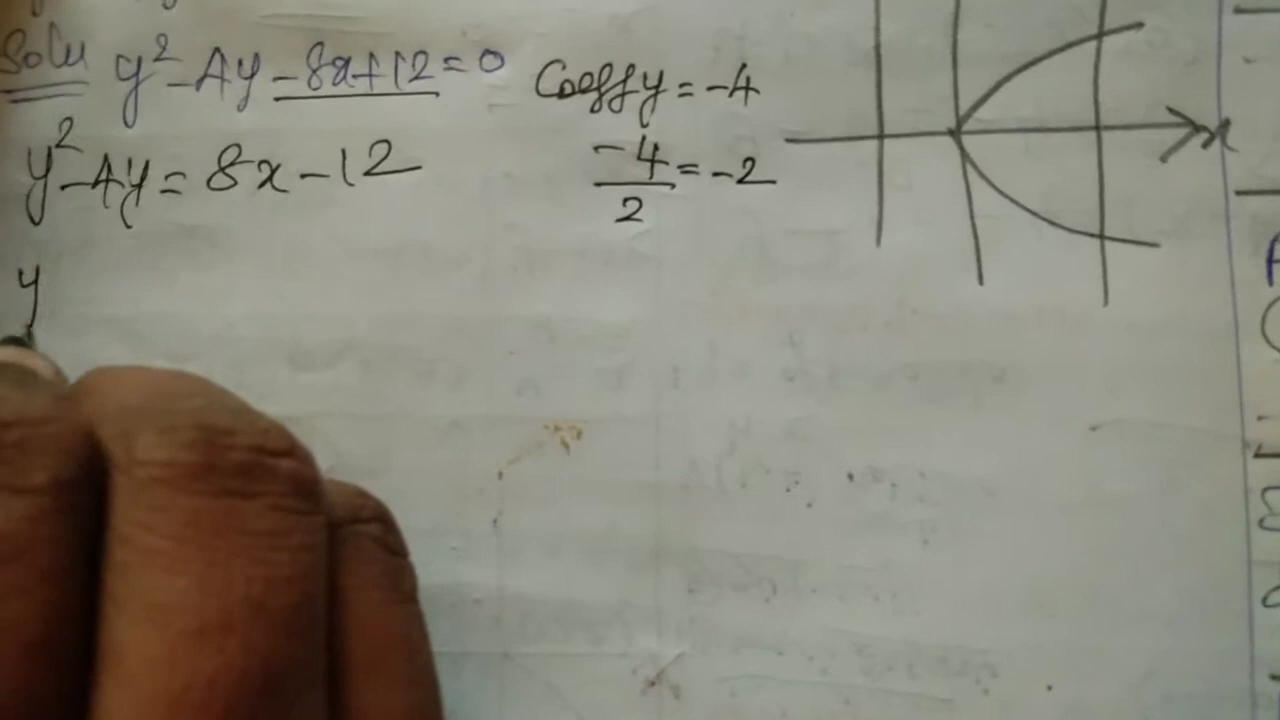 Solu y² - 4y - 8x + 12 = 0
Coeff y = -4
y² - 4y = 8x - 12
-4/2 = -2
y
x